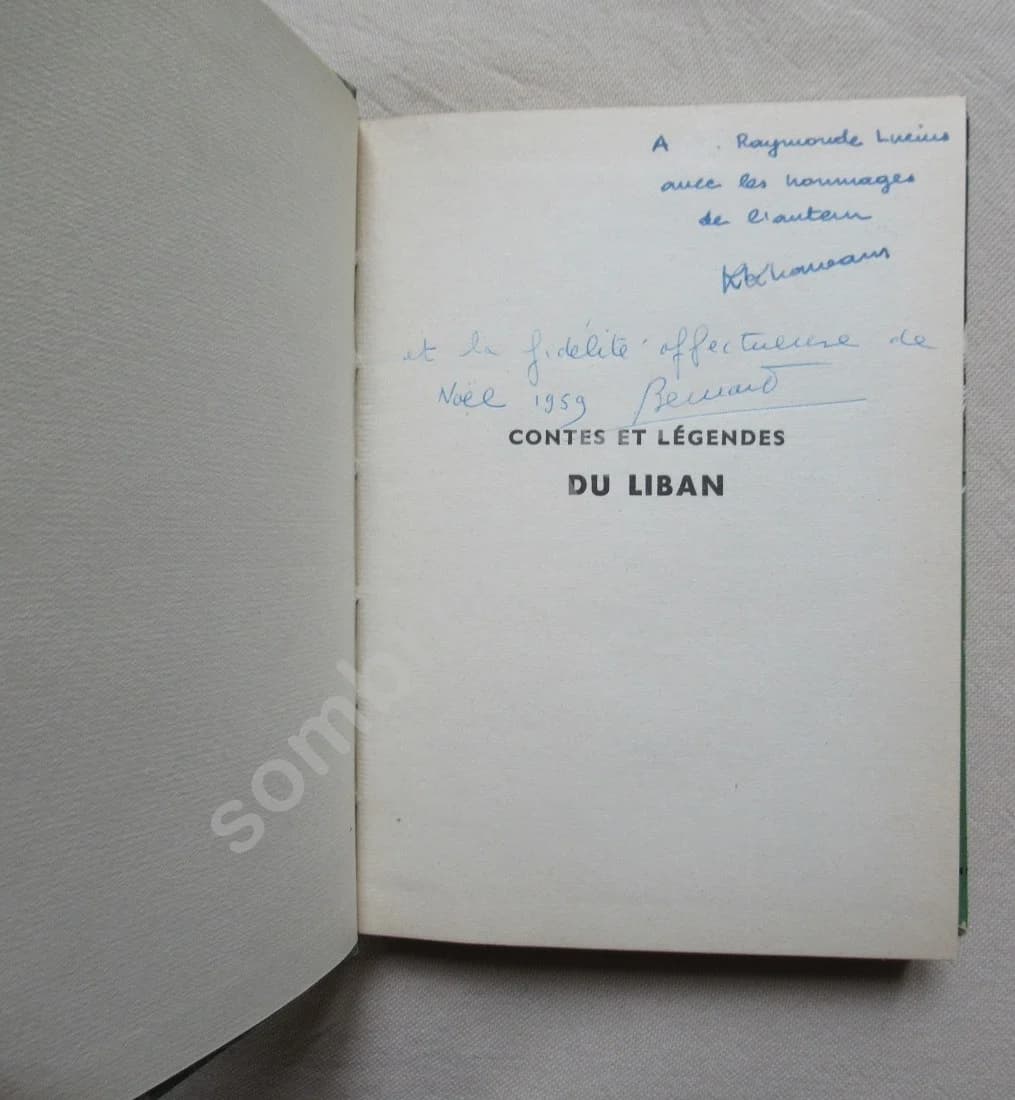 A Raymonde Lucius
avec les hommages
de l'auteur
et la fidélité affectueuse de
Noël 1959 Bernard
CONTES ET LÉGENDES
DU LIBAN
sombr